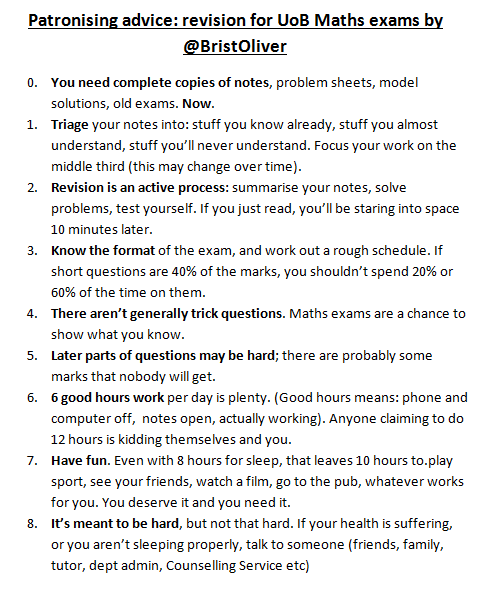 Patronising advice: revision for UoB Maths exams by
@BristOliver
0. You need complete copies of notes, problem sheets, model
solutions, old exams. Now.
1. Triage your notes into: stuff you know already, stuff you almost
understand, stuff you'll never understand. Focus your work on the
middle third (this may change over time).
2. Revision is an active process: summarise your notes, solve
problems, test yourself. If you just read, you'll be staring into space
10 minutes later.
3. Know the format of the exam, and work out a rough schedule. If
short questions are 40% of the marks, you shouldn't spend 20% or
60% of the time on them.
4. There aren't generally trick questions. Maths exams are a chance to
show what you know.
5. Later parts of questions may be hard; there are probably some
marks that nobody will get.
6. 6 good hours work per day is plenty. (Good hours means: phone and
computer off, notes open, actually working). Anyone claiming to do
12 hours is kidding themselves and you.
7. Have fun. Even with 8 hours for sleep, that leaves 10 hours to.play
sport, see your friends, watch a film, go to the pub, whatever works
for you. You deserve it and you need it.
8. It's meant to be hard, but not that hard. If your health is suffering,
or you aren't sleeping properly, talk to someone (friends, family,
tutor, dept admin, Counselling Service etc)